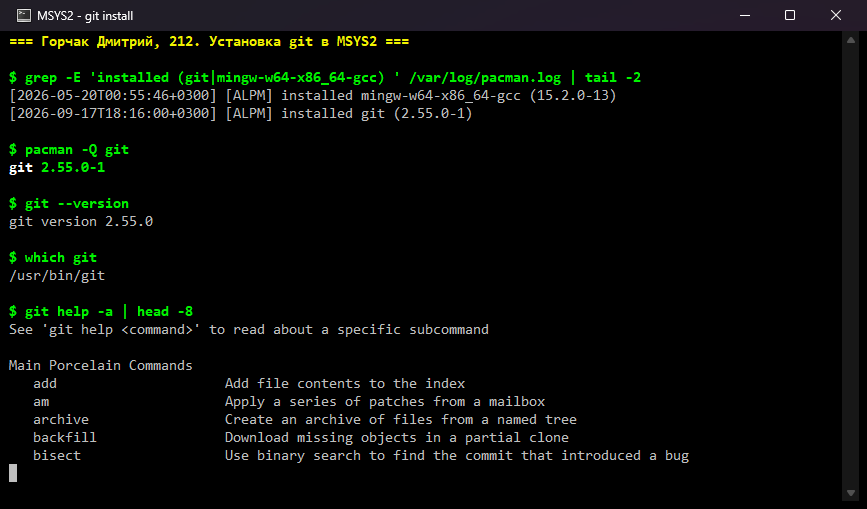 MSYS2 - git install
=== Горчак Дмитрий, 212. Установка git в MSYS2 ===
$ grep -E 'installed (git|mingw-w64-x86_64-gcc) ' /var/log/pacman.log | tail -2
[2026-05-20T00:55:46+0300] [ALPM] installed mingw-w64-x86_64-gcc (15.2.0-13)
[2026-09-17T18:16:00+0300] [ALPM] installed git (2.55.0-1)
$ pacman -Q git
git 2.55.0-1
$ git --version
git version 2.55.0
$ which git
/usr/bin/git
$ git help -a | head -8
See 'git help <command>' to read about a specific subcommand
Main Porcelain Commands
add Add file contents to the index
am Apply a series of patches from a mailbox
archive Create an archive of files from a named tree
backfill Download missing objects in a partial clone
bisect Use binary search to find the commit that introduced a bug